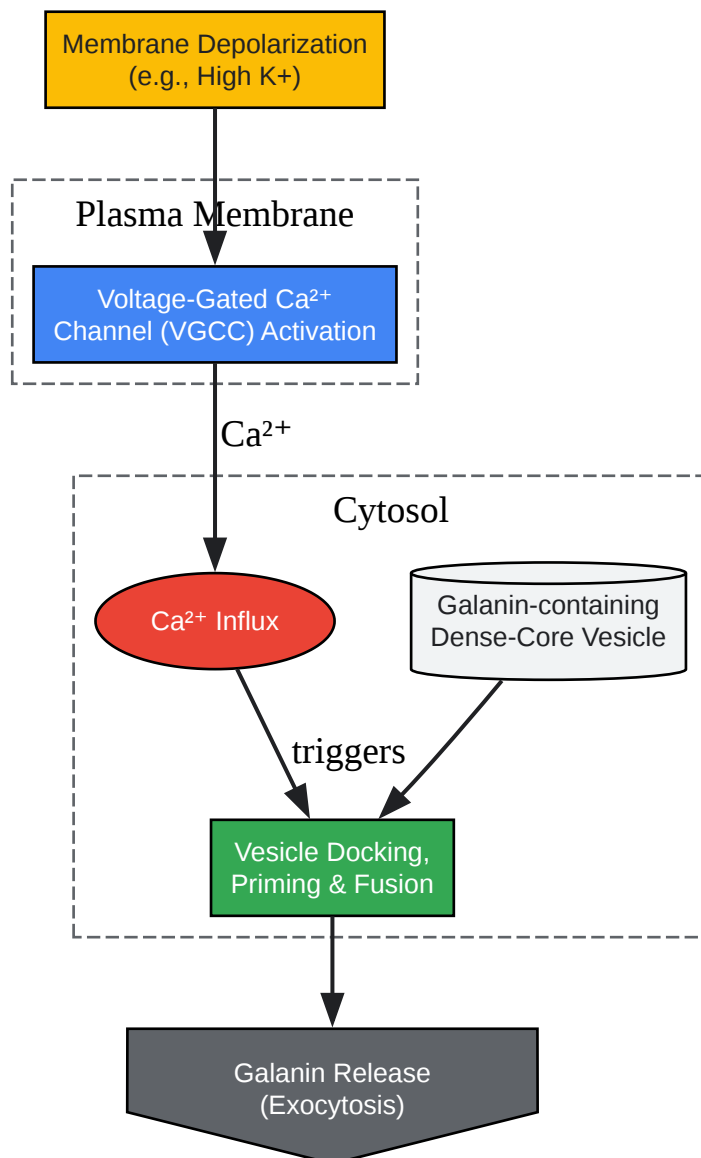 Membrane Depolarization
(e.g., High K+)
Plasma Membrane
Voltage-Gated Ca²⁺
Channel (VGCC) Activation
Ca²⁺
Cytosol
Ca²⁺ Influx
Galanin-containing
Dense-Core Vesicle
triggers
Vesicle Docking,
Priming & Fusion
Galanin Release
(Exocytosis)